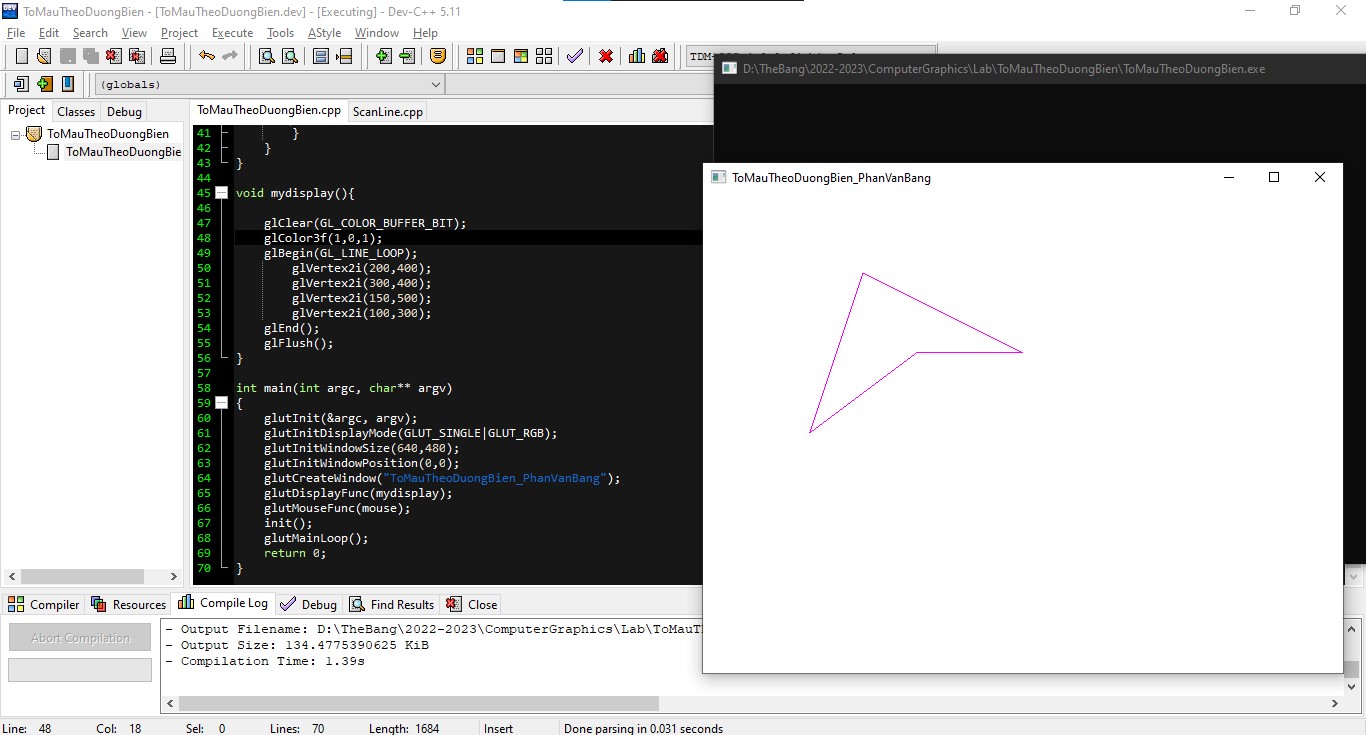 ToMauTheoDuongBien - [ToMauTheoDuongBien.dev] - [Executing] - Dev-C++ 5.11
File Edit Search View Project Execute Tools AStyle Window Help
(globals)
D:\TheBang\2022-2023\ComputerGraphics\Lab\ToMauTheoDuongBien\ToMauTheoDuongBien.exe
Project Classes Debug
ToMauTheoDuongBien.cpp ScanLine.cpp
ToMauTheoDuongBien
ToMauTheoDuongBie
41 }
42 }
43 }
44
45 void mydisplay(){
46
47 glClear(GL_COLOR_BUFFER_BIT);
48 glColor3f(1,0,1);
49 glBegin(GL_LINE_LOOP);
50 glVertex2i(200,400);
51 glVertex2i(300,400);
52 glVertex2i(150,500);
53 glVertex2i(100,300);
54 glEnd();
55 glFlush();
56 }
57
58 int main(int argc, char** argv)
59 {
60 glutInit(&argc, argv);
61 glutInitDisplayMode(GLUT_SINGLE|GLUT_RGB);
62 glutInitWindowSize(640,480);
63 glutInitWindowPosition(0,0);
64 glutCreateWindow("ToMauTheoDuongBien_PhanVanBang");
65 glutDisplayFunc(mydisplay);
66 glutMouseFunc(mouse);
67 init();
68 glutMainLoop();
69 return 0;
70 }
ToMauTheoDuongBien_PhanVanBang
Compiler Resources Compile Log Debug Find Results Close
Abort Compilation
- Output Filename: D:\TheBang\2022-2023\ComputerGraphics\Lab\ToMauT
- Output Size: 134.4775390625 KiB
- Compilation Time: 1.39s
Line: 48 Col: 18 Sel: 0 Lines: 70 Length: 1684 Insert Done parsing in 0.031 seconds